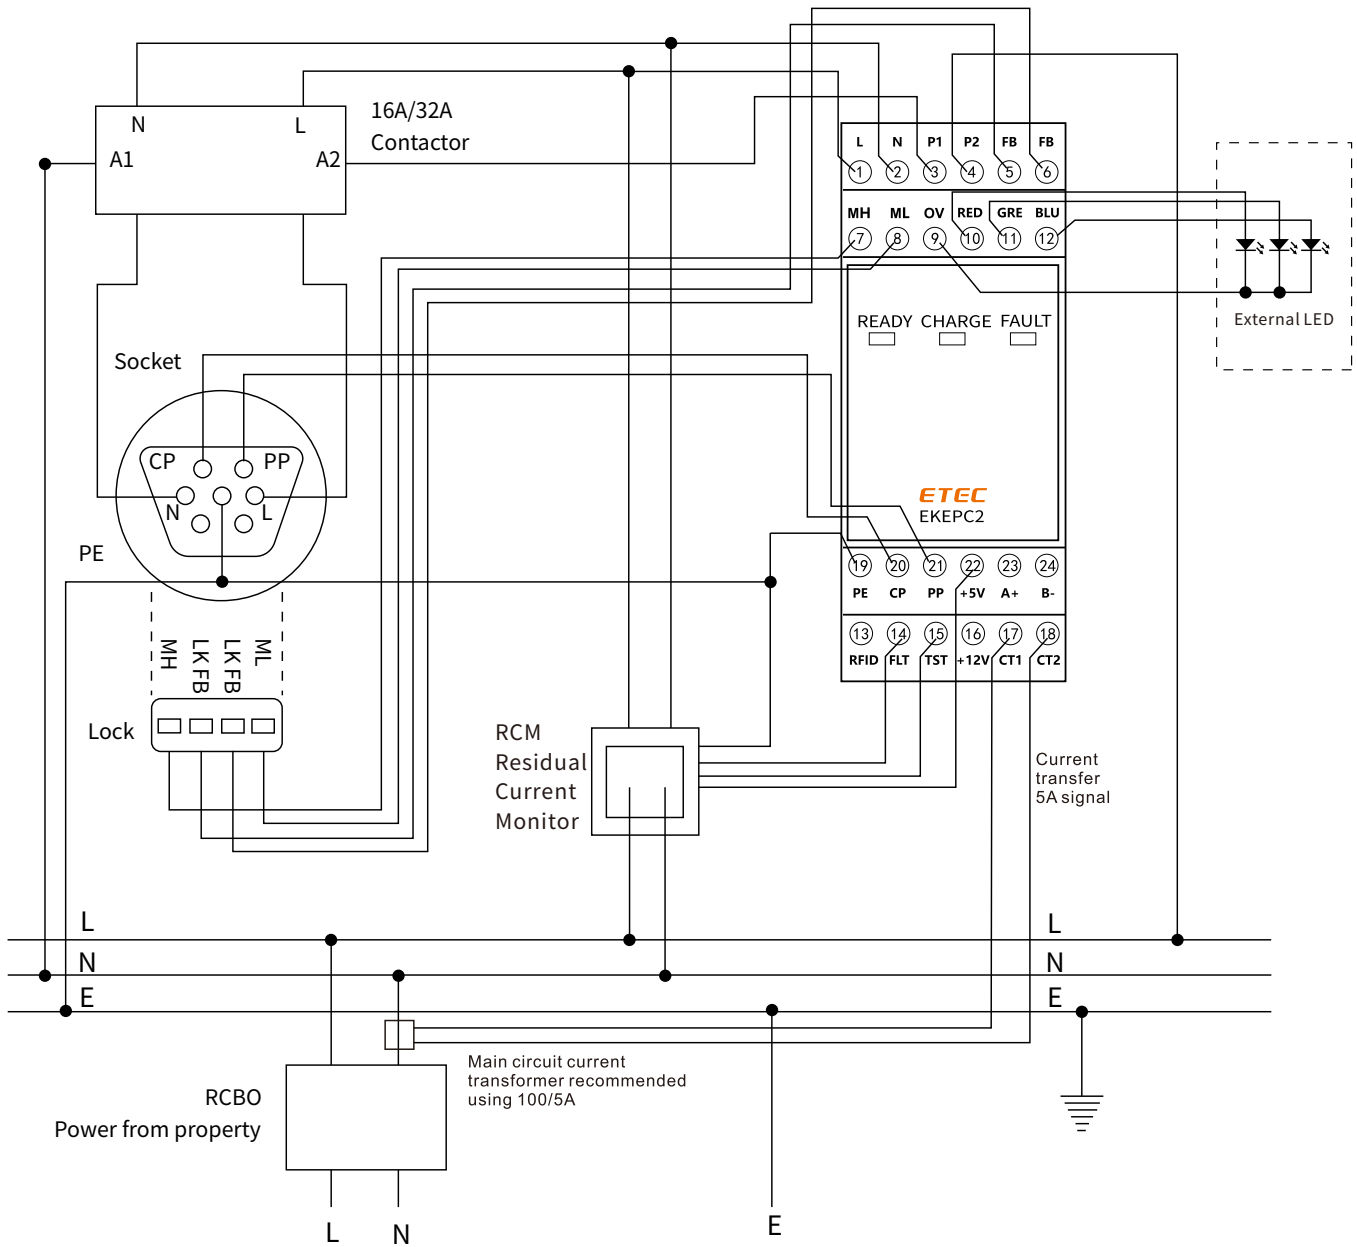 N L
A1 A2
16A/32A
Contactor
L N P1 P2 FB FB
1 2 3 4 5 6
MH ML OV RED GRE BLU
7 8 9 10 11 12
READY CHARGE FAULT
External LED
Socket
CP PP
N L
PE
ETEC
EKEPC2
19 20 21 22 23 24
PE CP PP +5V A+ B-
13 14 15 16 17 18
RFID FLT TST +12V CT1 CT2
MH LK FB LK FB ML
Lock
RCM
Residual
Current
Monitor
Current
transfer
5A signal
L L
N N
E E
Main circuit current
transformer recommended
using 100/5A
RCBO
Power from property
L N E